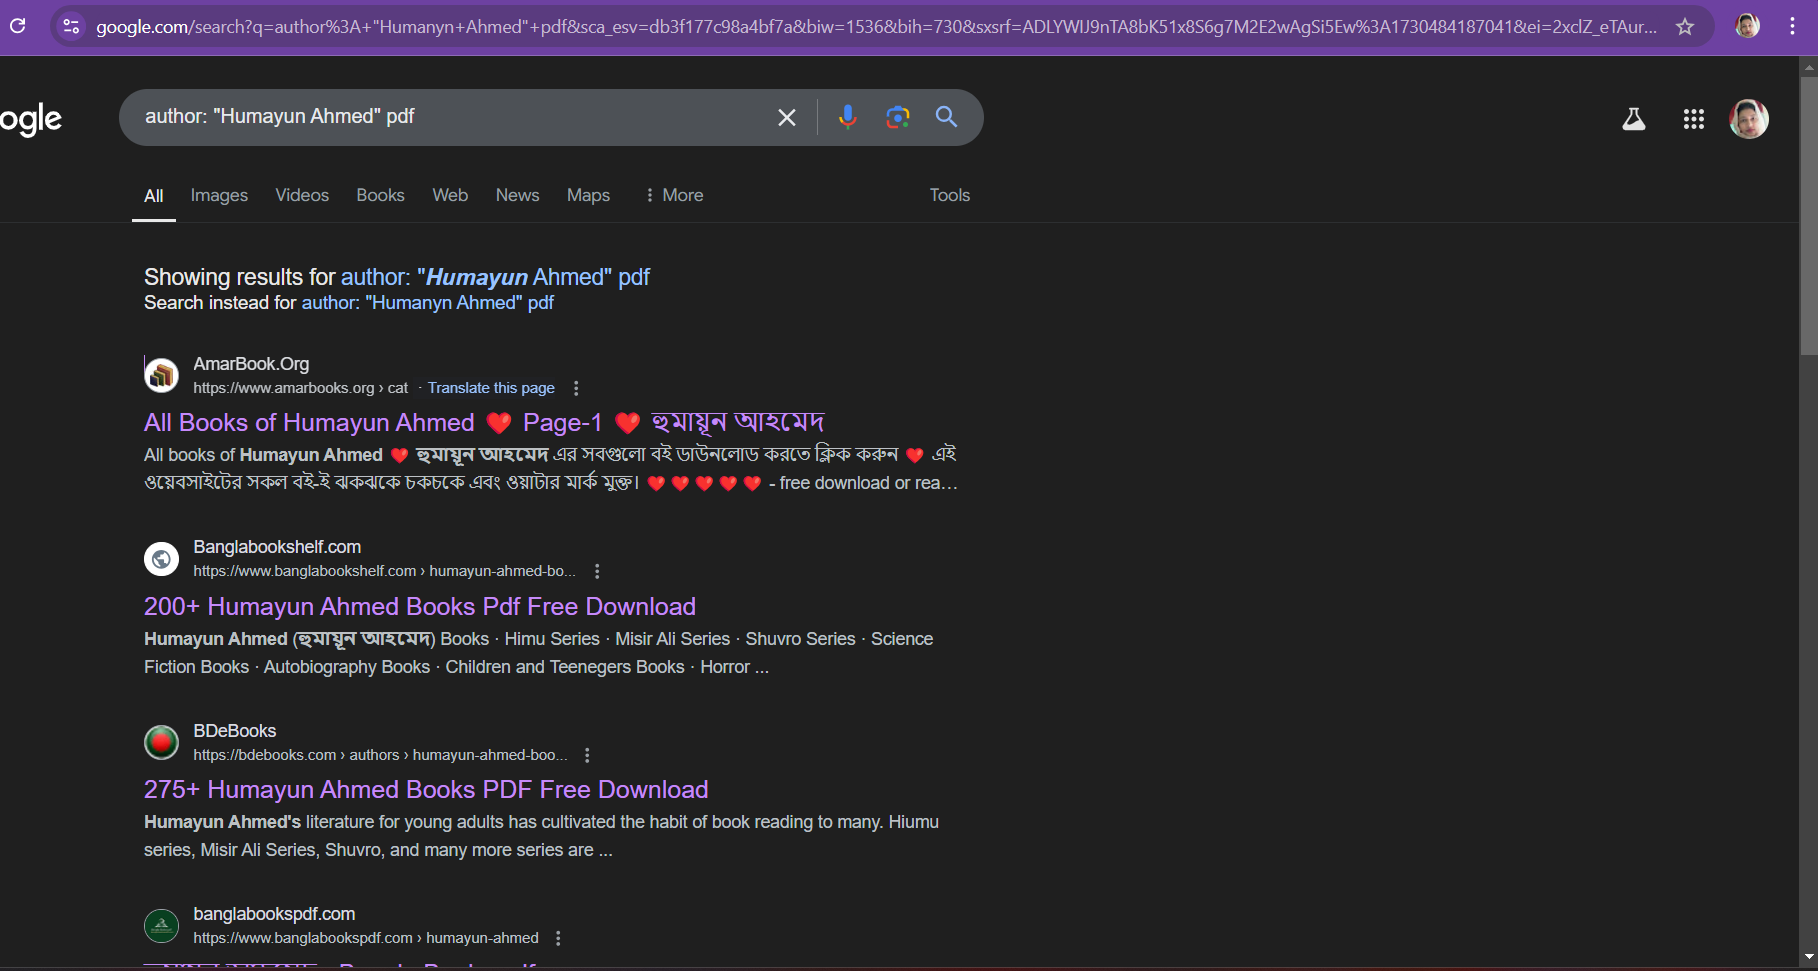 google.com/search?q=author%3A+"Humanyn+Ahmed"+pdf&sca_esv=db3f177c98a4bf7a&biw=1536&bih=730&sxsrf=ADLYWIJ9nTA8bK51x8S6g7M2E2wAgSi5Ew%3A1730484187041&ei=2xclZ_eTAur...
ogle
author: "Humayun Ahmed" pdf
All Images Videos Books Web News Maps More Tools
Showing results for author: "Humayun Ahmed" pdf
Search instead for author: "Humanyn Ahmed" pdf
AmarBook.Org
https://www.amarbooks.org › cat · Translate this page
All Books of Humayun Ahmed ❤️ Page-1 ❤️ হুমায়ূন আহমেদ
All books of Humayun Ahmed ❤️ হুমায়ূন আহমেদ এর সবগুলো বই ডাউনলোড করতে ক্লিক করুন ❤️ এই
ওয়েবসাইটের সকল বই-ই ঝকঝকে চকচকে এবং ওয়াটার মার্ক মুক্ত। ❤️ ❤️ ❤️ ❤️ ❤️ - free download or rea...
Banglabookshelf.com
https://www.banglabookshelf.com › humayun-ahmed-bo...
200+ Humayun Ahmed Books Pdf Free Download
Humayun Ahmed (হুমায়ূন আহমেদ) Books · Himu Series · Misir Ali Series · Shuvro Series · Science
Fiction Books · Autobiography Books · Children and Teenegers Books · Horror ...
BDeBooks
https://bdebooks.com › authors › humayun-ahmed-boo...
275+ Humayun Ahmed Books PDF Free Download
Humayun Ahmed's literature for young adults has cultivated the habit of book reading to many. Hiumu
series, Misir Ali Series, Shuvro, and many more series are ...
banglabookspdf.com
https://www.banglabookspdf.com › humayun-ahmed